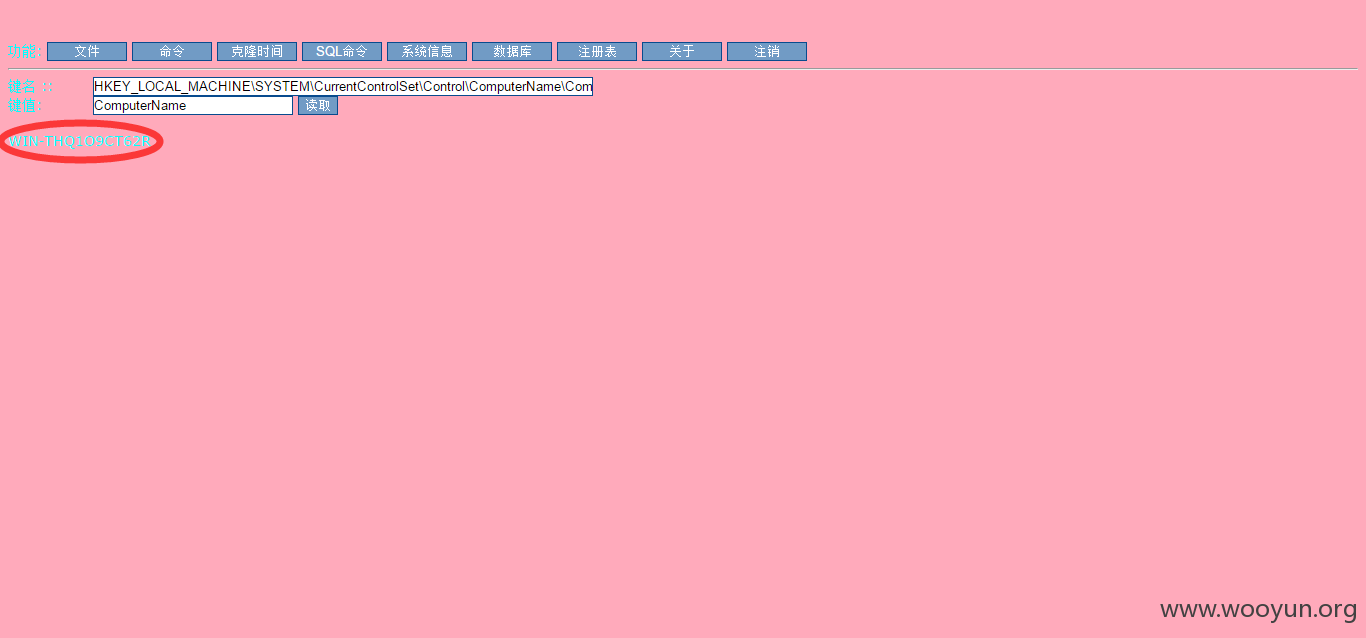 功能: 文件 命令 克隆时间 SQL命令 系统信息 数据库 注册表 关于 注销
键名 :: HKEY_LOCAL_MACHINE\SYSTEM\CurrentControlSet\Control\ComputerName\Com
键值: ComputerName 读取
WIN-THQ1O9CT62R
www.wooyun.org